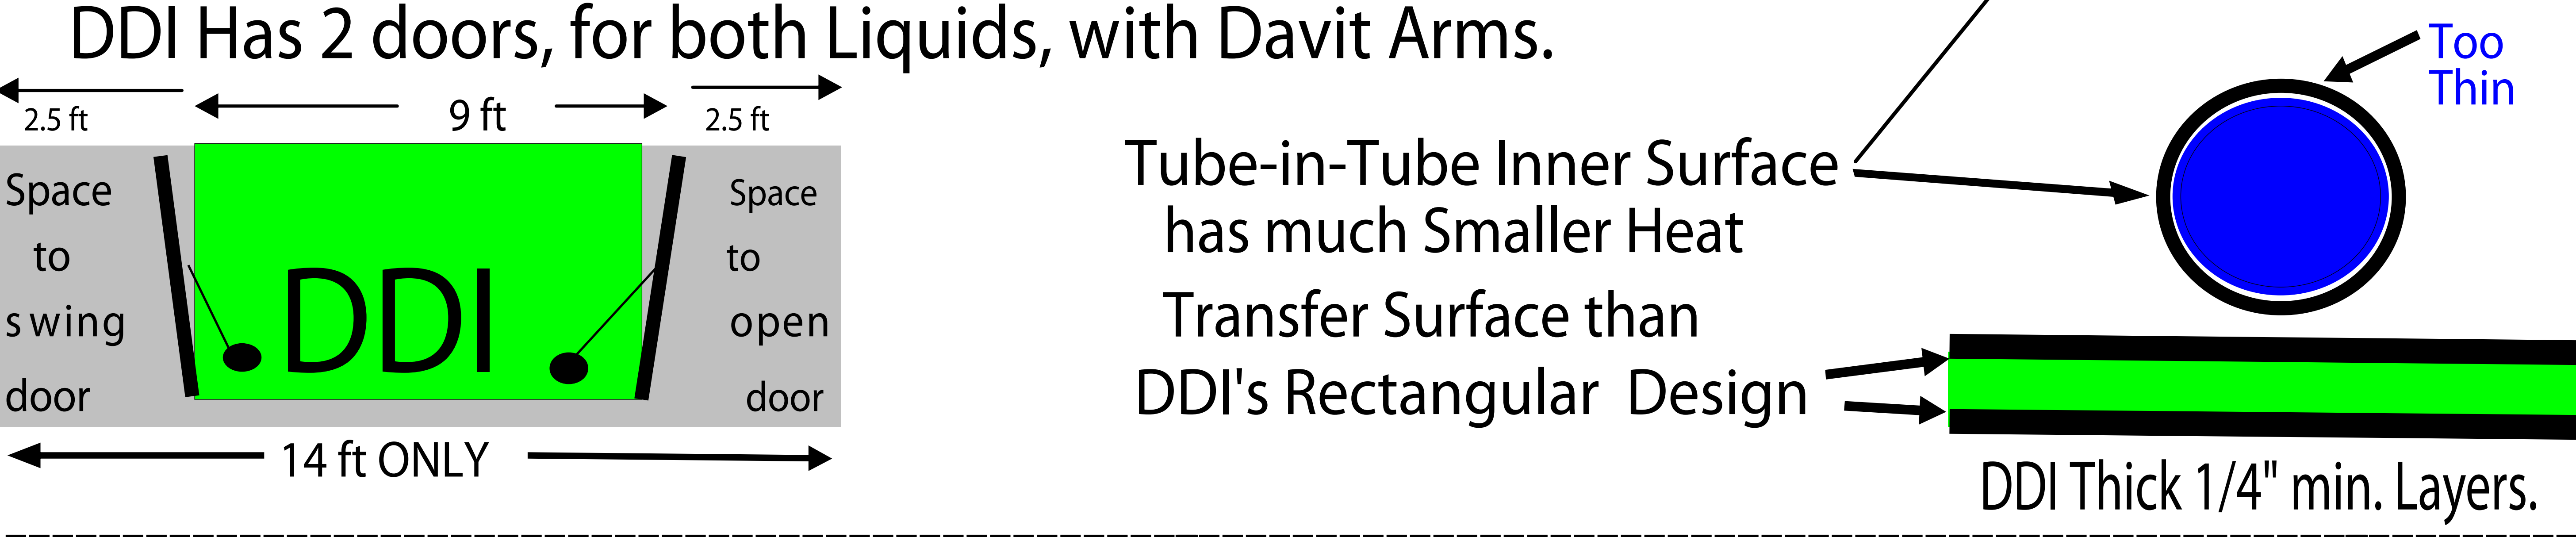 DDI Has 2 doors, for both Liquids, with Davit Arms.
2.5 ft
9 ft
2.5 ft
Space
to
swing
door
DDI
Space
to
open
door
14 ft ONLY
Tube-in-Tube Inner Surface
has much Smaller Heat
Transfer Surface than
DDI's Rectangular Design
Too
Thin
DDI Thick 1/4" min. Layers.